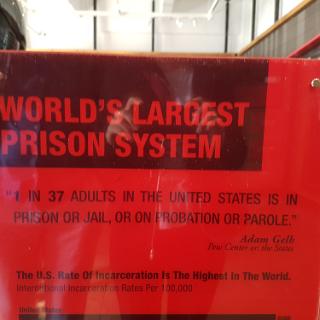 WORLD'S LARGEST
PRISON SYSTEM
"1 IN 37 ADULTS IN THE UNITED STATES IS IN
PRISON OR JAIL, OR ON PROBATION OR PAROLE."
Adam Gelb
Pew Center on the States
The U.S. Rate Of Incarceration Is The Highest In The World.
International Incarceration Rates Per 100,000
United States